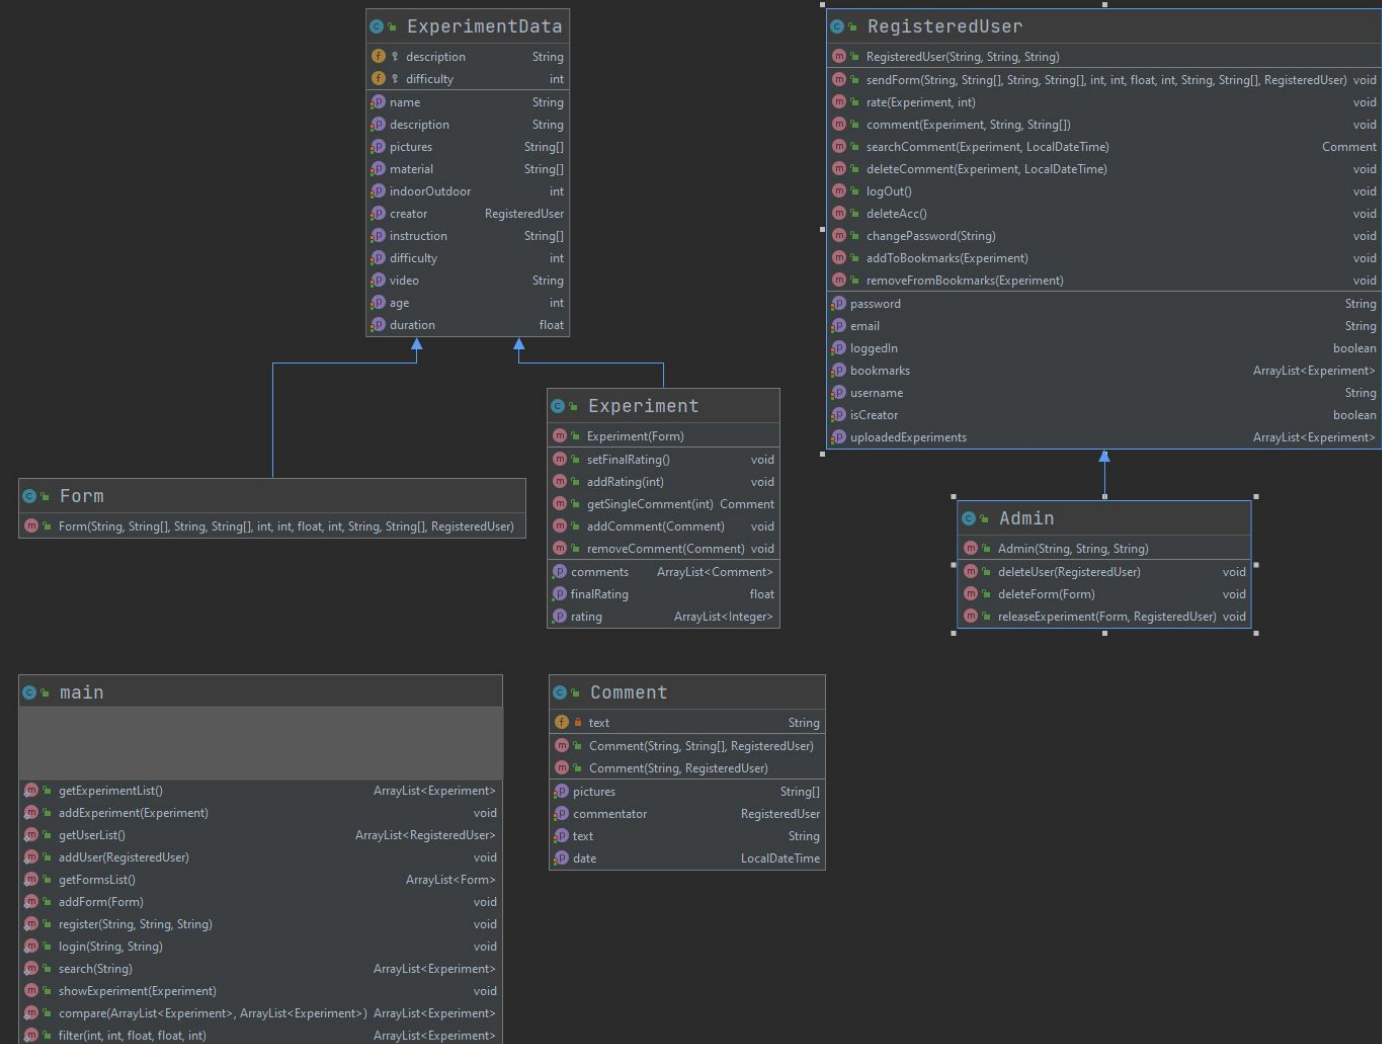 ExperimentData
description String
difficulty int
name String
description String
pictures String[]
material String[]
indoorOutdoor int
creator RegisteredUser
instruction String[]
difficulty int
video String
age int
duration float
RegisteredUser
RegisteredUser(String, String, String)
sendForm(String, String[], String, String[], int, int, float, int, String, String[], RegisteredUser) void
rate(Experiment, int) void
comment(Experiment, String, String[]) void
searchComment(Experiment, LocalDateTime) Comment
deleteComment(Experiment, LocalDateTime) void
logOut() void
deleteAcc() void
changePassword(String) void
addToBookmarks(Experiment) void
removeFromBookmarks(Experiment) void
password String
email String
loggedIn boolean
bookmarks ArrayList<Experiment>
username String
isCreator boolean
uploadedExperiments ArrayList<Experiment>
Experiment
Experiment(Form)
setFinalRating() void
addRating(int) void
getSingleComment(int) Comment
addComment(Comment) void
removeComment(Comment) void
comments ArrayList<Comment>
finalRating float
rating ArrayList<Integer>
Form
Form(String, String[], String, String[], int, int, float, int, String, String[], RegisteredUser)
Admin
Admin(String, String, String)
deleteUser(RegisteredUser) void
deleteForm(Form) void
releaseExperiment(Form, RegisteredUser) void
main
getExperimentList() ArrayList<Experiment>
addExperiment(Experiment) void
getUserList() ArrayList<RegisteredUser>
addUser(RegisteredUser) void
getFormsList() ArrayList<Form>
addForm(Form) void
register(String, String, String) void
login(String, String) void
search(String) ArrayList<Experiment>
showExperiment(Experiment) void
compare(ArrayList<Experiment>, ArrayList<Experiment>) ArrayList<Experiment>
filter(int, int, float, float, int) ArrayList<Experiment>
Comment
text String
Comment(String, String[], RegisteredUser)
Comment(String, RegisteredUser)
pictures String[]
commentator RegisteredUser
text String
date LocalDateTime